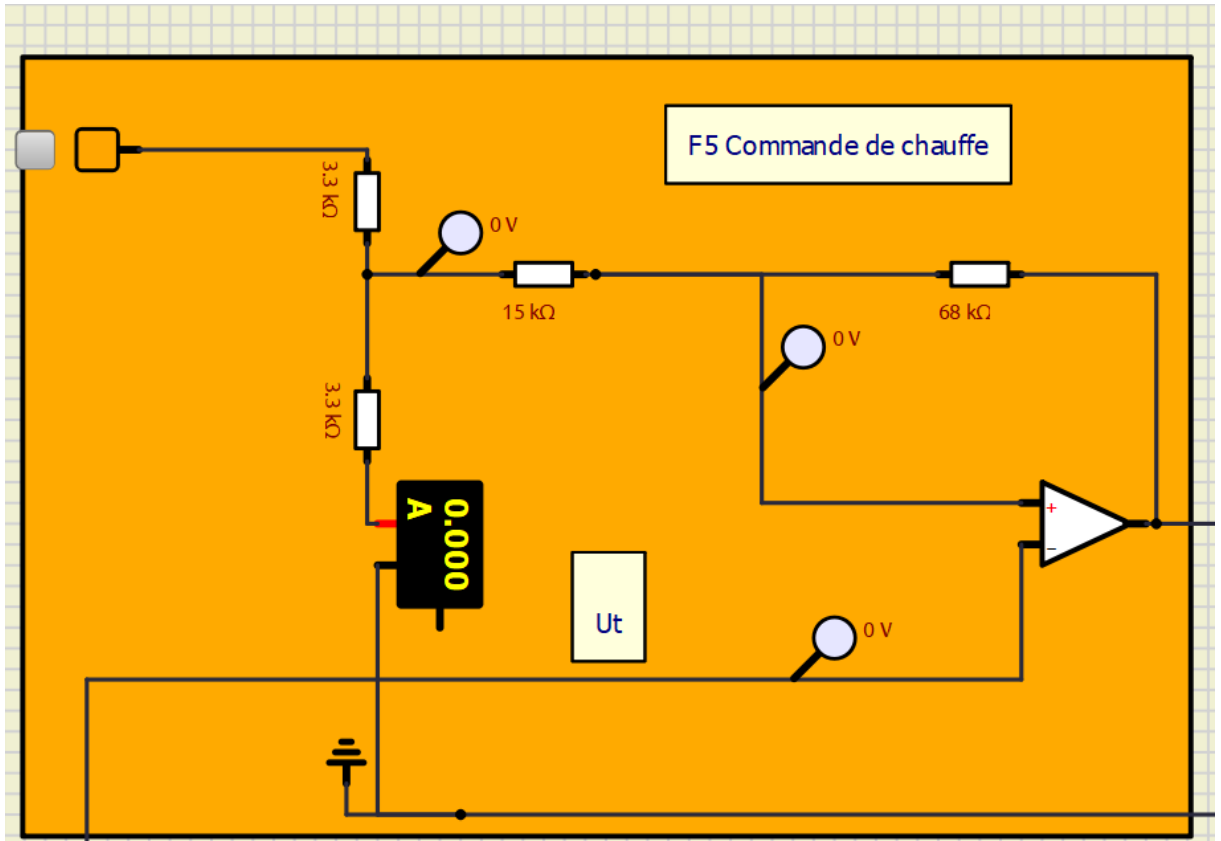 F5 Commande de chauffe
3.3 kΩ
0 V
15 kΩ
68 kΩ
0 V
3.3 kΩ
0.000
A
+
−
Ut
0 V